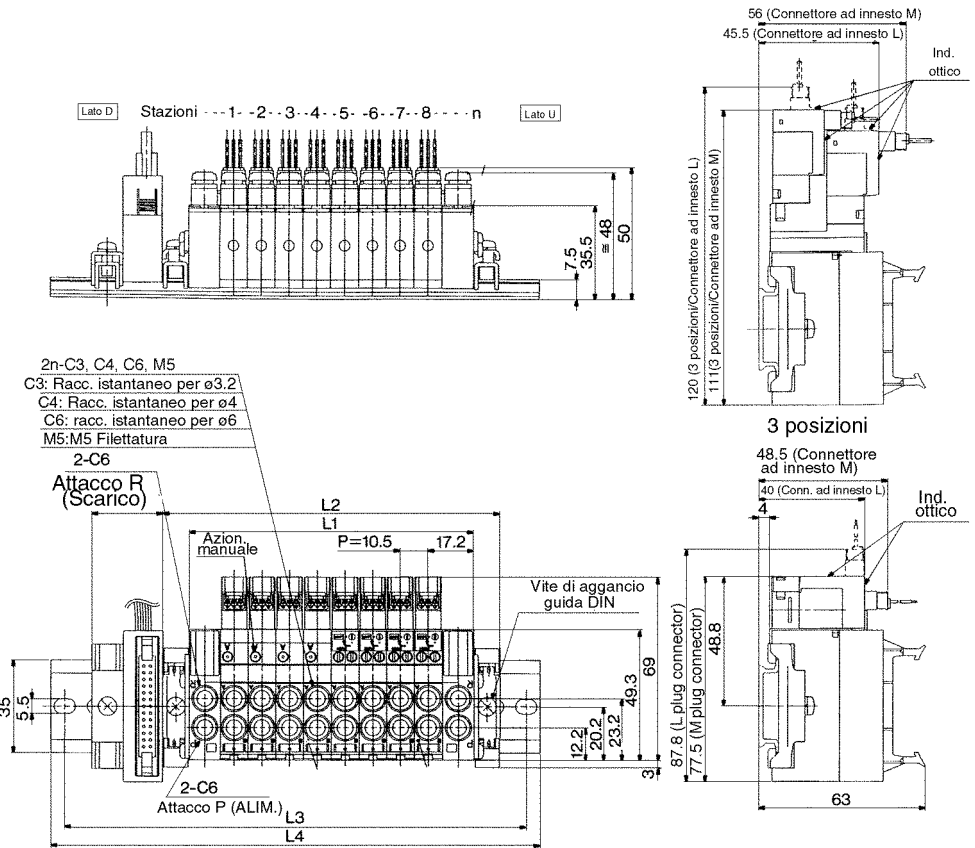 56 (Connettore ad innesto M)
45.5 (Connettore ad innesto L)
Ind.
ottico
Lato D
Stazioni ---1---2---3---4---5---6---7---8----n
Lato U
7.5
35.5
≅ 48
50
120 (3 posizioni/Connettore ad innesto L)
111(3 posizioni/Connettore ad innesto M)
3 posizioni
2n-C3, C4, C6, M5
C3: Racc. istantaneo per ø3.2
C4: Racc. istantaneo per ø4
C6: racc. istantaneo per ø6
M5:M5 Filettatura
2-C6
Attacco R
(Scarico)
L2
L1
P=10.5
17.2
Azion.
manuale
Vite di aggancio
guida DIN
35
5.5
12.2
20.2
23.2
49.3
69
3
2-C6
Attacco P (ALIM.)
L3
L4
48.5 (Connettore
ad innesto M)
40 (Conn. ad innesto L)
4
Ind.
ottico
87.8 (L plug connector)
77.5 (M plug connector)
48.8
63